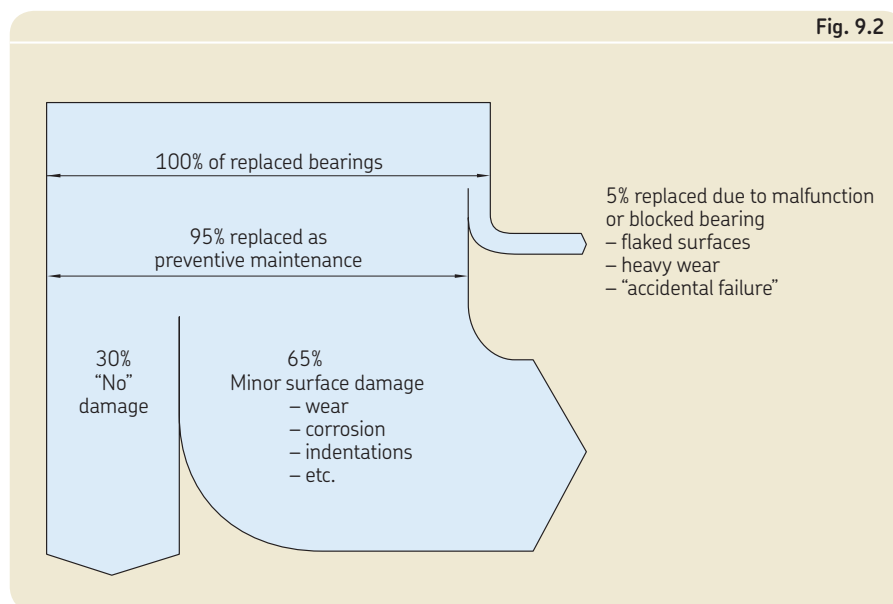 Fig. 9.2
100% of replaced bearings
95% replaced as
preventive maintenance
5% replaced due to malfunction
or blocked bearing
– flaked surfaces
– heavy wear
– “accidental failure”
30%
“No”
damage
65%
Minor surface damage
– wear
– corrosion
– indentations
– etc.